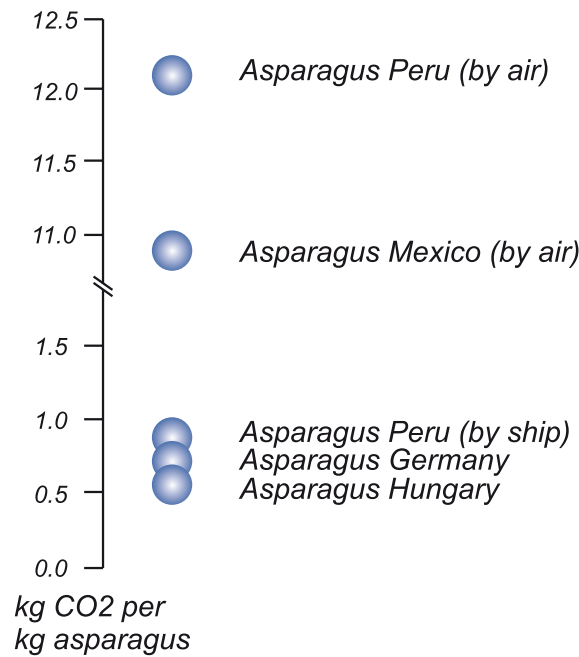 12.5
Asparagus Peru (by air)
12.0
11.5
11.0
Asparagus Mexico (by air)
1.5
1.0
Asparagus Peru (by ship)
Asparagus Germany
0.5
Asparagus Hungary
0.0
kg CO2 per
kg asparagus